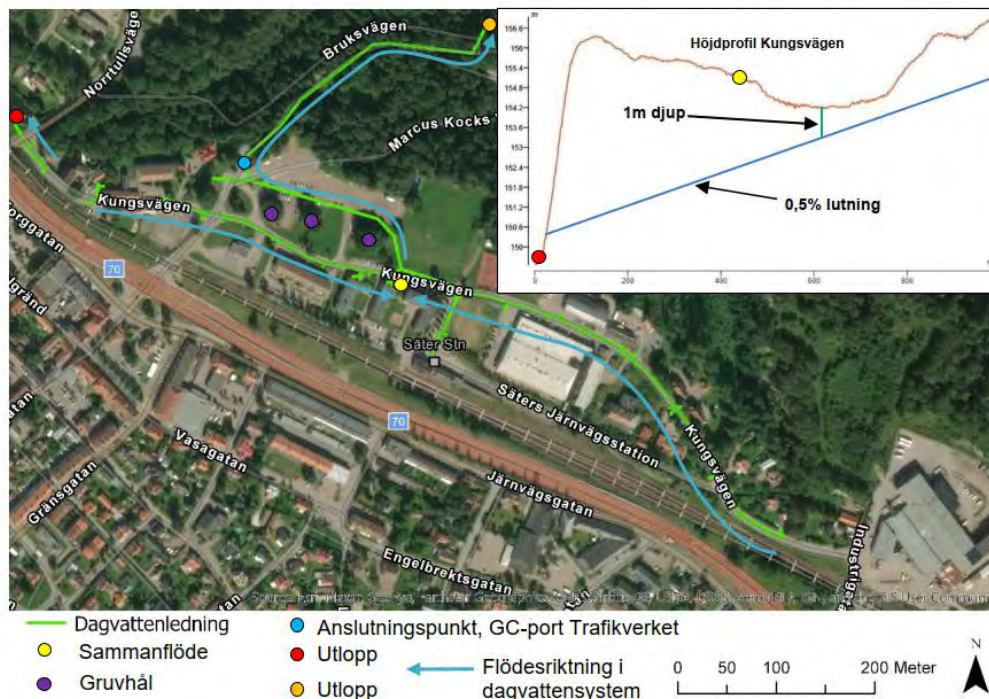 Norrtullsvägen
Bruksvägen
Marcus Kocks
Kungsvägen
70
Kungsvägen
Säter Stn
Säters Järnvägsstation
Kungsvägen
70
Vasagatan
Järnvägsgatan
Gränsgatan
Engelbrektsgatan
m
Höjdprofil Kungsvägen
156.6
156
155.4
154.8
154.2
153.6
153
152.4
151.8
151.2
150.6
150
1m djup
0,5% lutning
0
200
400
600
800
Dagvattenledning
Sammanflöde
Gruvhål
Anslutningspunkt, GC-port Trafikverket
Utlopp
Utlopp
Flödesriktning i
dagvattensystem
N
0 50 100 200 Meter